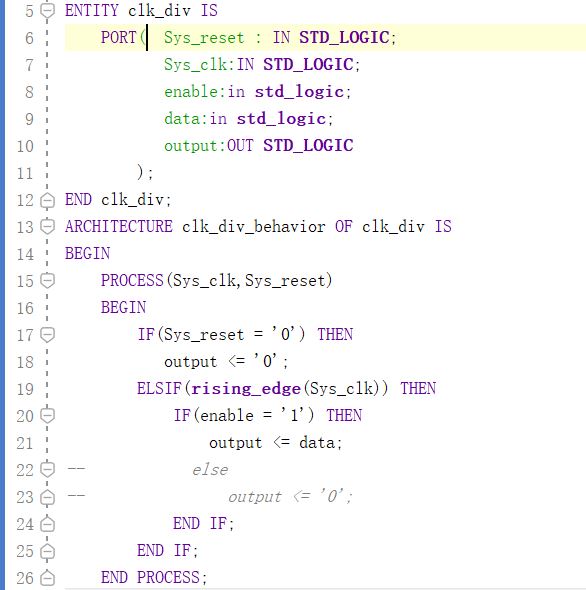 5 ENTITY clk_div IS
6 PORT( Sys_reset : IN STD_LOGIC;
7 Sys_clk:IN STD_LOGIC;
8 enable:in std_logic;
9 data:in std_logic;
10 output:OUT STD_LOGIC
11 );
12 END clk_div;
13 ARCHITECTURE clk_div_behavior OF clk_div IS
14 BEGIN
15 PROCESS(Sys_clk,Sys_reset)
16 BEGIN
17 IF(Sys_reset = '0') THEN
18 output <= '0';
19 ELSIF(rising_edge(Sys_clk)) THEN
20 IF(enable = '1') THEN
21 output <= data;
22 -- else
23 -- output <= '0';
24 END IF;
25 END IF;
26 END PROCESS;